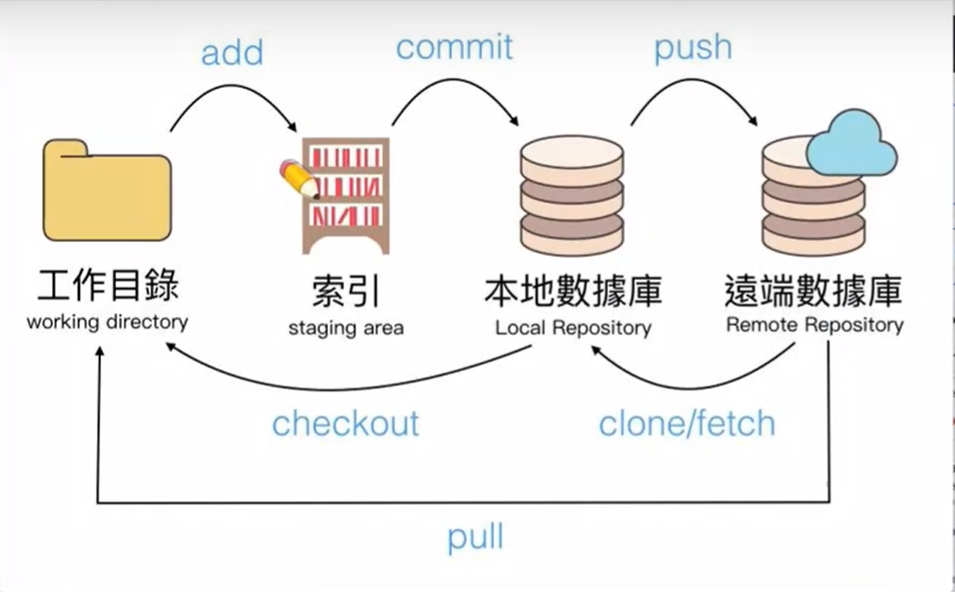 add
commit
push
工作目錄
working directory
索引
staging area
本地數據庫
Local Repository
遠端數據庫
Remote Repository
checkout
clone/fetch
pull